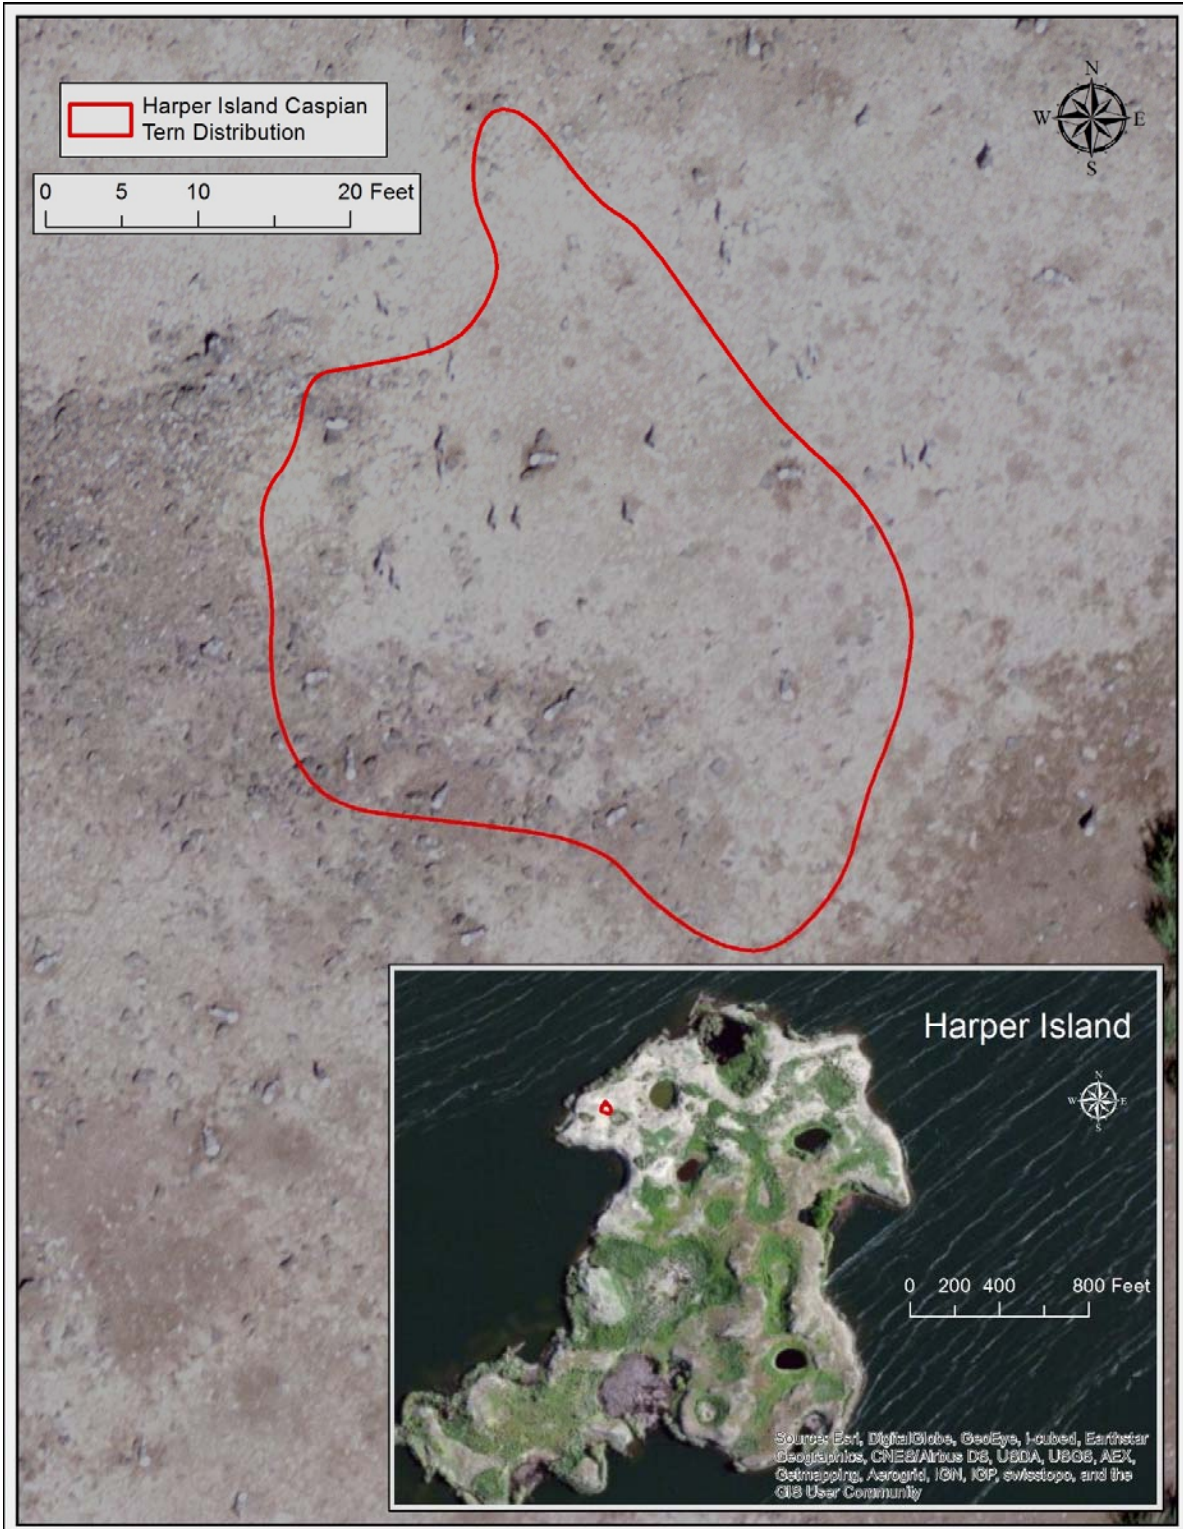 Harper Island Caspian
Tern Distribution
0 5 10 20 Feet
N
W E
S
Harper Island
N
W E
S
0 200 400 800 Feet
Source: Esri, DigitalGlobe, GeoEye, i-cubed, Earthstar
Geographics, CNES/Airbus DS, USDA, USGS, AEX,
Getmapping, Aerogrid, IGN, IGP, swisstopo, and the
GIS User Community